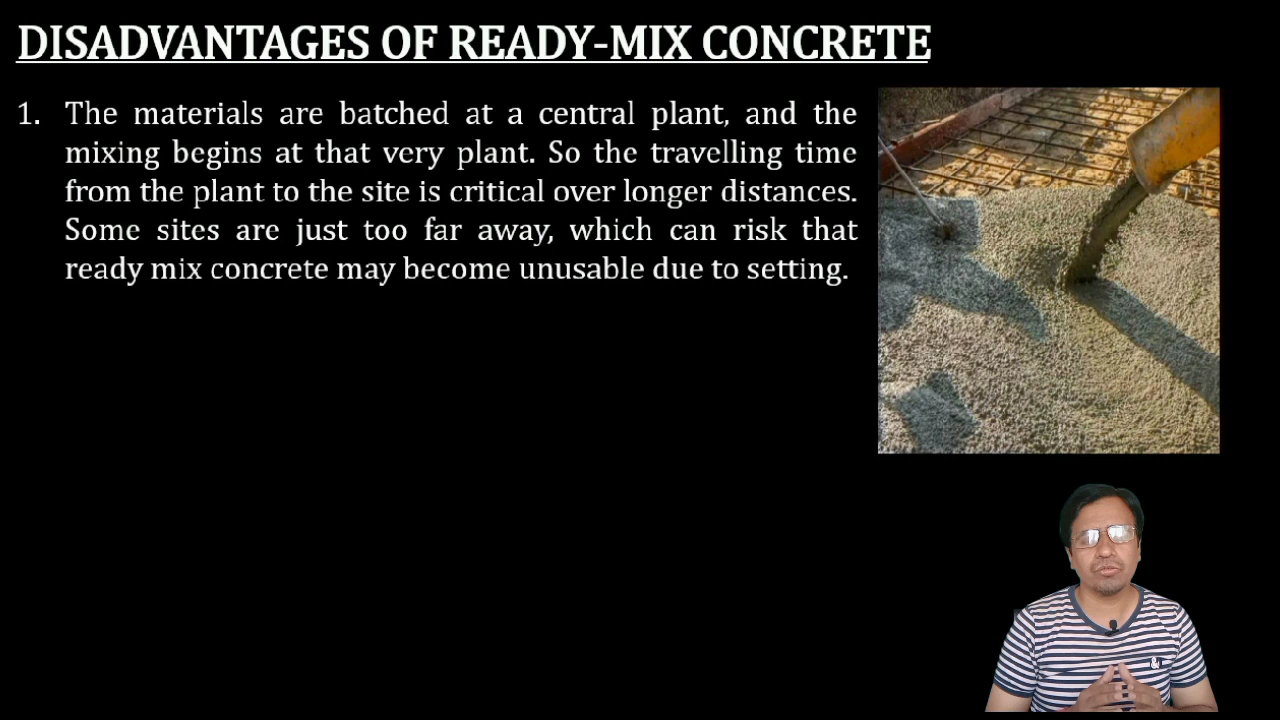 DISADVANTAGES OF READY-MIX CONCRETE
1. The materials are batched at a central plant, and the
mixing begins at that very plant. So the travelling time
from the plant to the site is critical over longer distances.
Some sites are just too far away, which can risk that
ready mix concrete may become unusable due to setting.